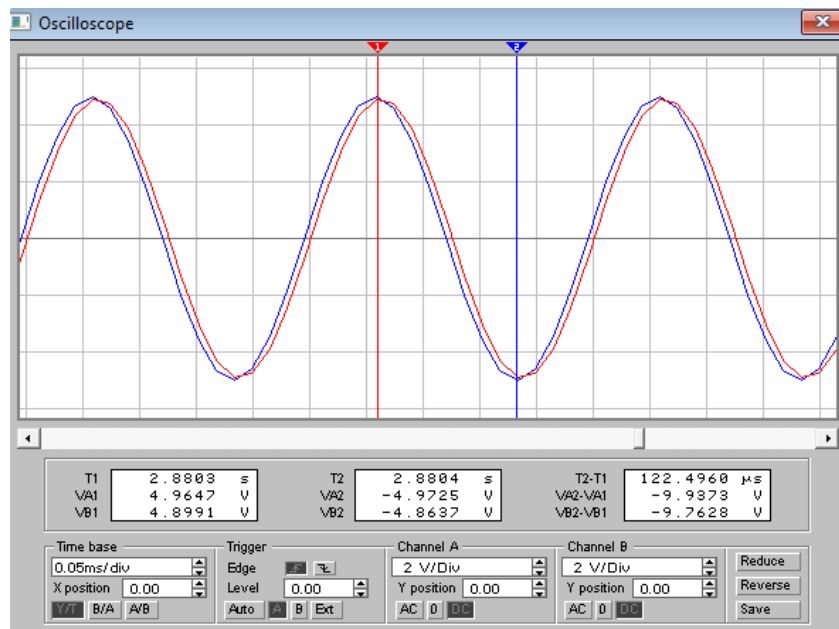 Oscilloscope
1 2
T1 2.8803 s T2 2.8804 s T2-T1 122.4960 µs
VA1 4.9647 V VA2 -4.9725 V VA2-VA1 -9.9373 V
VB1 4.8991 V VB2 -4.8637 V VB2-VB1 -9.7628 V
Time base Trigger Channel A Channel B
0.05ms/div Edge 2 V/Div 2 V/Div Reduce
X position 0.00 Level 0.00 Y position 0.00 Y position 0.00 Reverse
Y/T B/A A/B Auto A B Ext AC 0 DC AC 0 DC Save